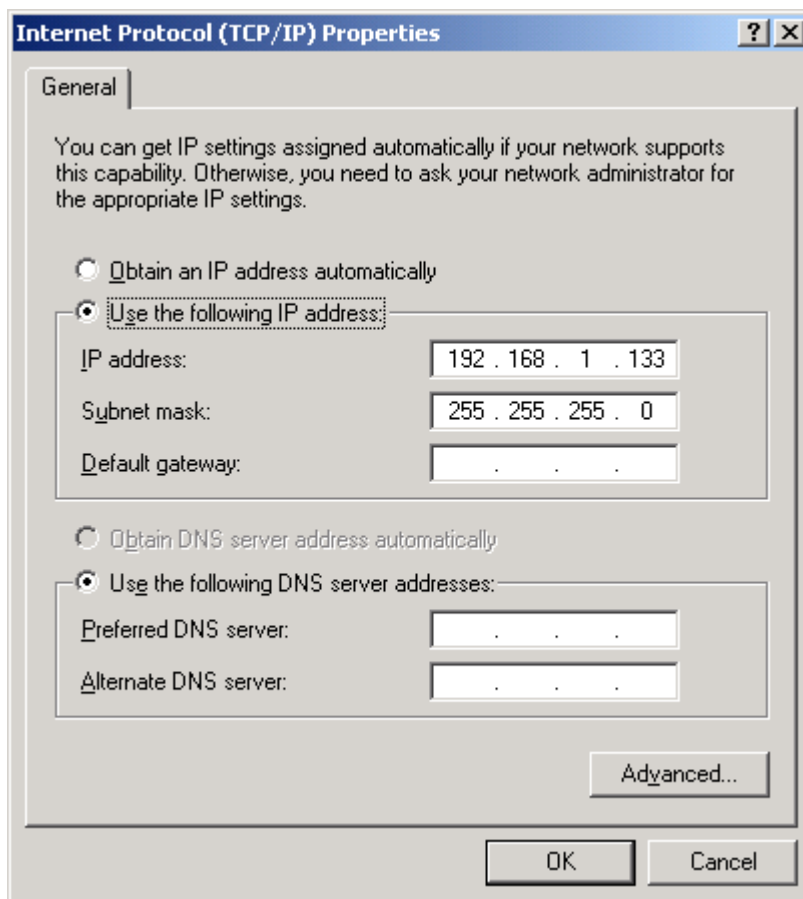 Internet Protocol (TCP/IP) Properties
General
You can get IP settings assigned automatically if your network supports
this capability. Otherwise, you need to ask your network administrator for
the appropriate IP settings.
Obtain an IP address automatically
Use the following IP address:
IP address: 192 . 168 . 1 . 133
Subnet mask: 255 . 255 . 255 . 0
Default gateway: . . .
Obtain DNS server address automatically
Use the following DNS server addresses:
Preferred DNS server: . . .
Alternate DNS server: . . .
Advanced...
OK Cancel